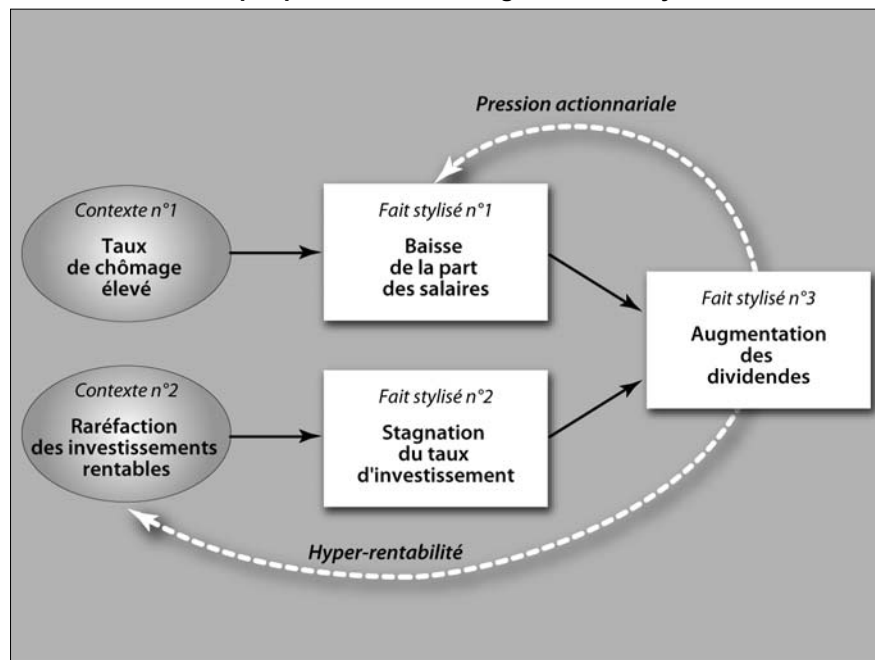 Pression actionnariale
Contexte n°1
Taux
de chômage
élevé
Fait stylisé n°1
Baisse
de la part
des salaires
Fait stylisé n°3
Augmentation
des
dividendes
Contexte n°2
Raréfaction
des investissements
rentables
Fait stylisé n°2
Stagnation
du taux
d'investissement
Hyper-rentabilité